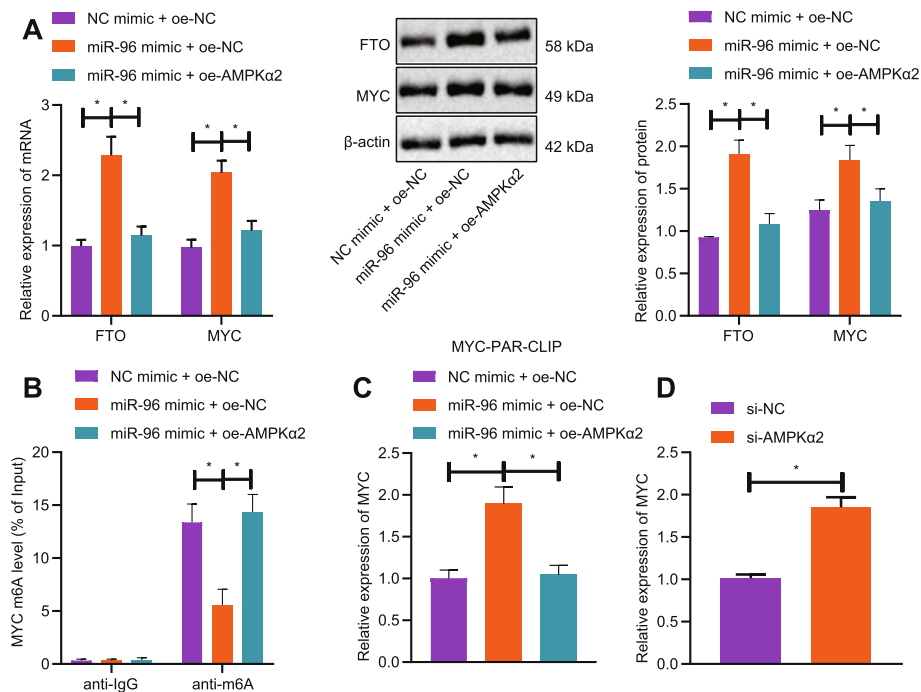 A
NC mimic + oe-NC
miR-96 mimic + oe-NC
miR-96 mimic + oe-AMPKα2
Relative expression of mRNA
3
2
1
0
* * * *
FTO MYC
FTO 58 kDa
MYC 49 kDa
β-actin 42 kDa
NC mimic + oe-NC
miR-96 mimic + oe-NC
miR-96 mimic + oe-AMPKα2
NC mimic + oe-NC
miR-96 mimic + oe-NC
miR-96 mimic + oe-AMPKα2
Relative expression of protein
2.5
2.0
1.5
1.0
0.5
0.0
* * * *
FTO MYC
B
NC mimic + oe-NC
miR-96 mimic + oe-NC
miR-96 mimic + oe-AMPKα2
MYC m6A level (% of Input)
20
15
10
5
0
* *
anti-IgG anti-m6A
C
MYC-PAR-CLIP
NC mimic + oe-NC
miR-96 mimic + oe-NC
miR-96 mimic + oe-AMPKα2
Relative expression of MYC
2.5
2.0
1.5
1.0
0.5
0.0
* *
D
si-NC
si-AMPKα2
Relative expression of MYC
2.5
2.0
1.5
1.0
0.5
0.0
*